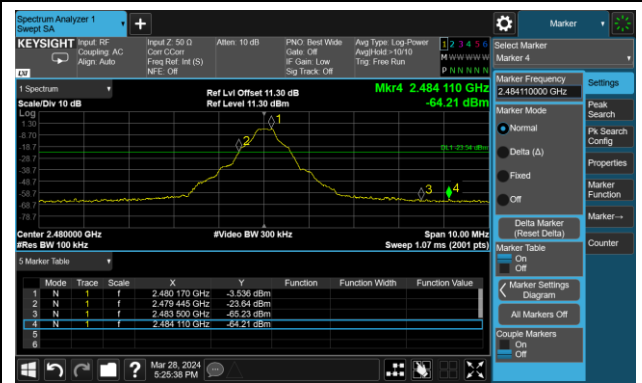 Spectrum Analyzer 1
Swept SA
+
Marker
KEYSIGHT
Input: RF
Coupling: AC
Align: Auto
Input Z: 50 Ω
Corr CCorr
Freq Ref: Int (S)
NFE: Off
Atten: 10 dB
PNO: Best Wide
Gate: Off
IF Gain: Low
Sig Track: Off
Avg Type: Log-Power
Avg|Hold:>10/10
Trig: Free Run
1 2 3 4 5 6
M W W W W W
P N N N N N
LXI
Select Marker
Marker 4
1 Spectrum
Scale/Div 10 dB
Ref Lvl Offset 11.30 dB
Ref Level 11.30 dBm
Mkr4 2.484 110 GHz
-64.21 dBm
Log
1.30
-8.70
-18.7
-28.7
-38.7
-48.7
-58.7
-68.7
-78.7
1
2
3
4
DL1 -23.54 dBm
Center 2.480000 GHz
#Res BW 100 kHz
#Video BW 300 kHz
Span 10.00 MHz
Sweep 1.07 ms (2001 pts)
5 Marker Table
Mode Trace Scale X Y Function Function Width Function Value
1 N 1 f 2.480 170 GHz -3.536 dBm
2 N 1 f 2.479 445 GHz -23.64 dBm
3 N 1 f 2.483 500 GHz -65.23 dBm
4 N 1 f 2.484 110 GHz -64.21 dBm
5
6
Marker Frequency
2.484110000 GHz
Marker Mode
Normal
Delta (Δ)
Fixed
Off
Delta Marker
(Reset Delta)
Marker Table
On
Off
Marker Settings
Diagram
All Markers Off
Couple Markers
On
Off
Settings
Peak
Search
Pk Search
Config
Properties
Marker
Function
Marker→
Counter
?
Mar 28, 2024
5:25:38 PM